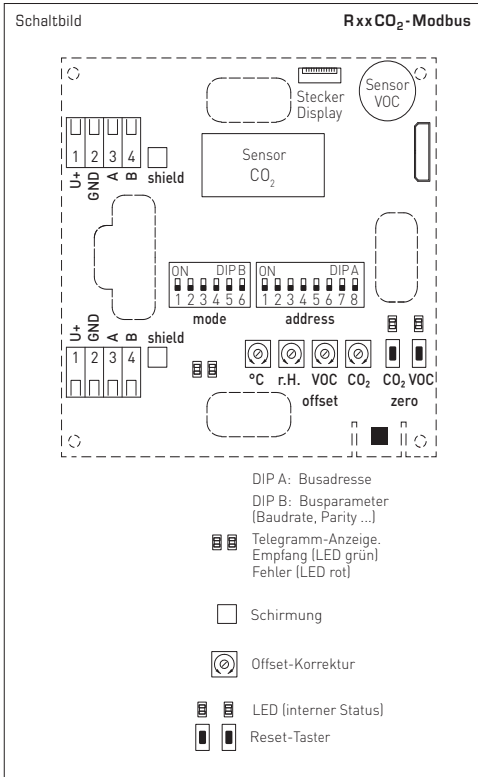 Schaltbild
RxxCO₂-Modbus
Stecker
Display
Sensor
VOC
1 2 3 4
U+ GND A B
shield
Sensor
CO₂
ON DIP B
1 2 3 4 5 6
mode
ON DIP A
1 2 3 4 5 6 7 8
address
U+ GND A B
shield
1 2 3 4
°C r.H. VOC CO₂
offset
CO₂ VOC
zero
DIP A: Busadresse
DIP B: Busparameter
(Baudrate, Parity ...)
Telegramm-Anzeige.
Empfang (LED grün)
Fehler (LED rot)
Schirmung
Offset-Korrektur
LED (interner Status)
Reset-Taster